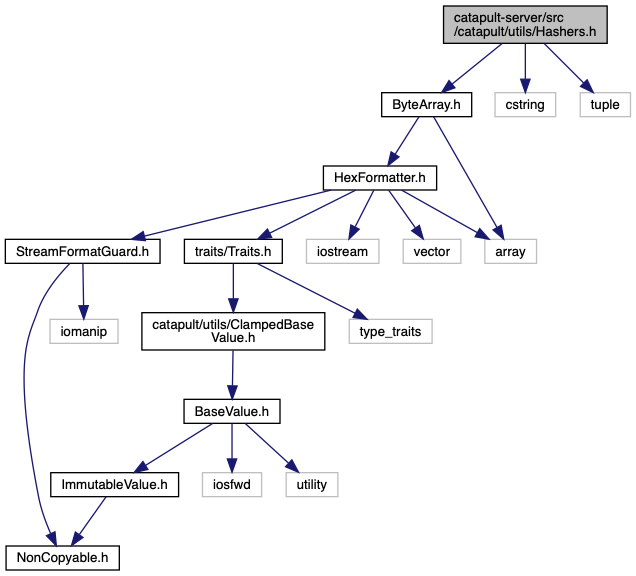 catapult-server/src
/catapult/utils/Hashers.h
ByteArray.h
cstring
tuple
HexFormatter.h
StreamFormatGuard.h
traits/Traits.h
iostream
vector
array
iomanip
catapult/utils/ClampedBase
Value.h
type_traits
BaseValue.h
ImmutableValue.h
iosfwd
utility
NonCopyable.h